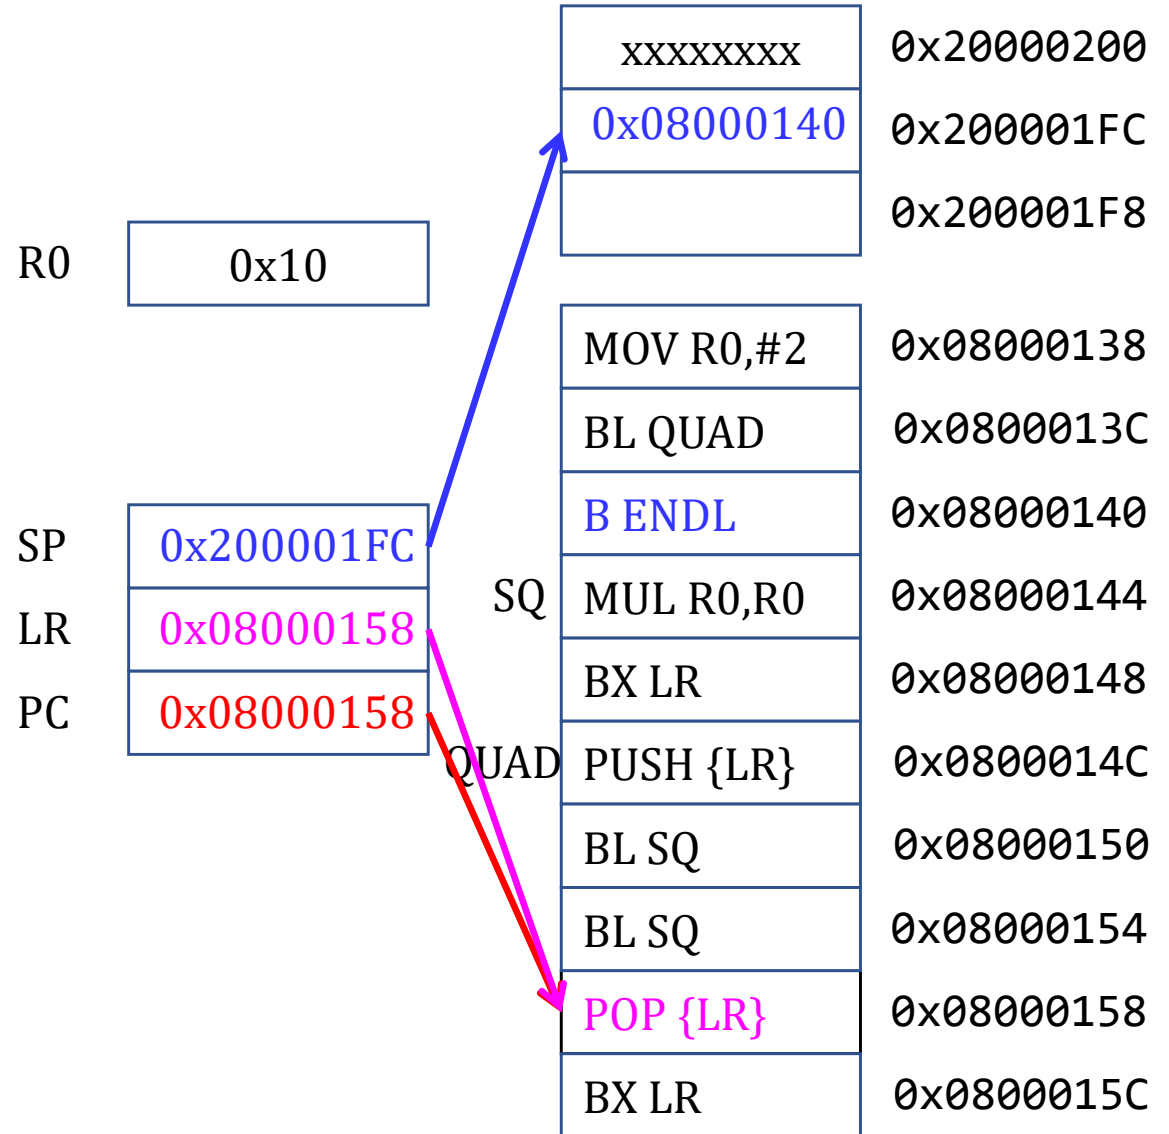 xxxxxxxx 0x20000200
0x08000140 0x200001FC
0x200001F8
R0 0x10
MOV R0,#2 0x08000138
BL QUAD 0x0800013C
SP 0x200001FC B ENDL 0x08000140
LR 0x08000158 SQ MUL R0,R0 0x08000144
PC 0x08000158 BX LR 0x08000148
QUAD PUSH {LR} 0x0800014C
BL SQ 0x08000150
BL SQ 0x08000154
POP {LR} 0x08000158
BX LR 0x0800015C